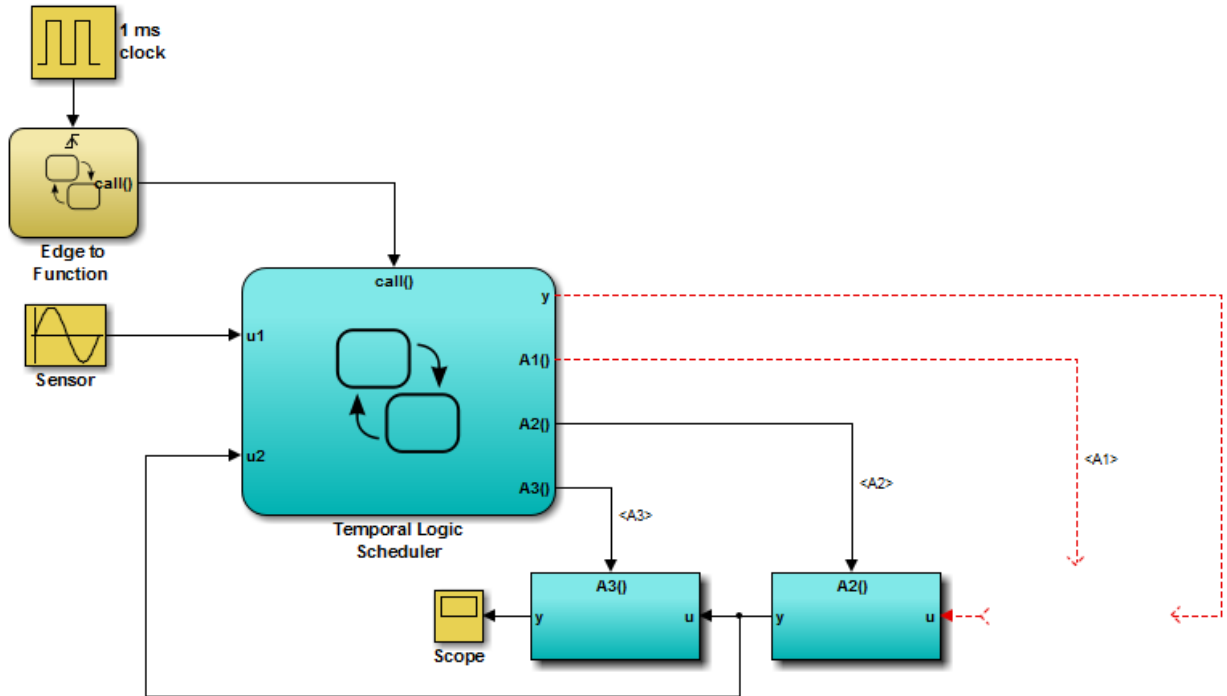 1 ms
clock
call()
Edge to
Function
call()
y
u1
Sensor
A1()
A2()
<A1>
u2
<A2>
A3()
<A3>
Temporal Logic
Scheduler
A3()
A2()
y
u
y
u
Scope